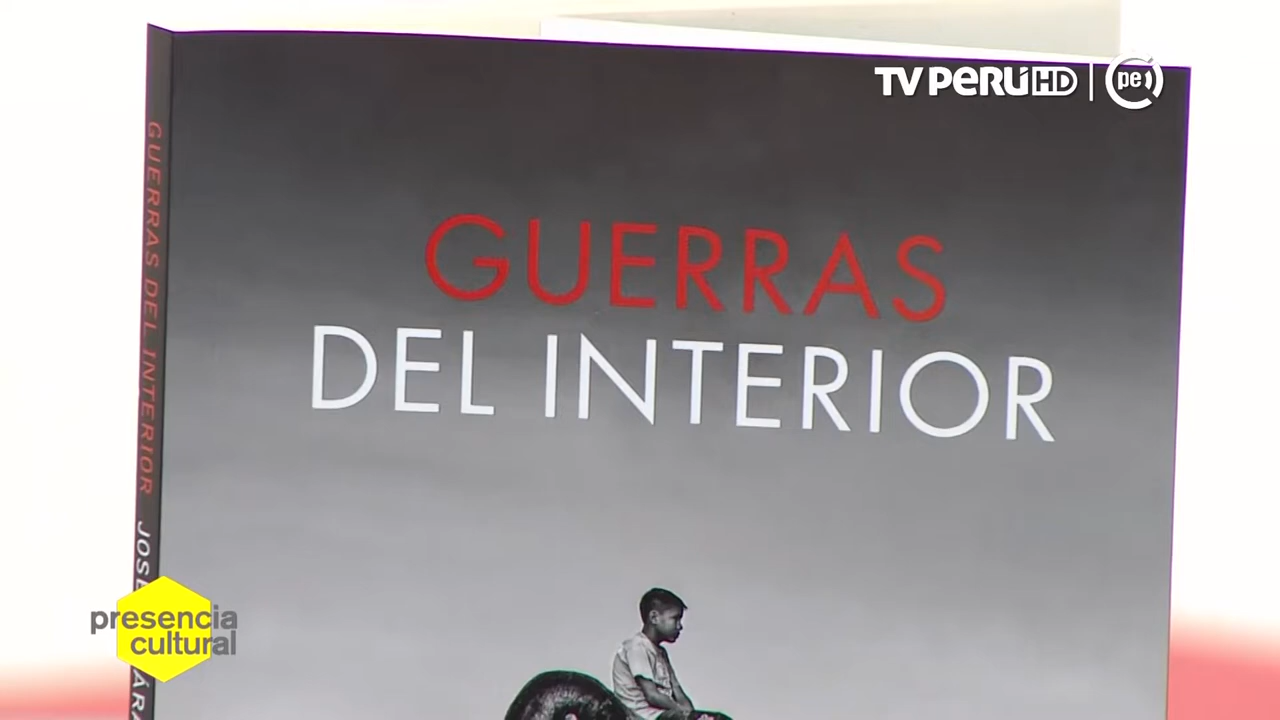 TV PERÚ HD | pe
GUERRAS
DEL INTERIOR
GUERRAS DEL INTERIOR
presencia
cultural